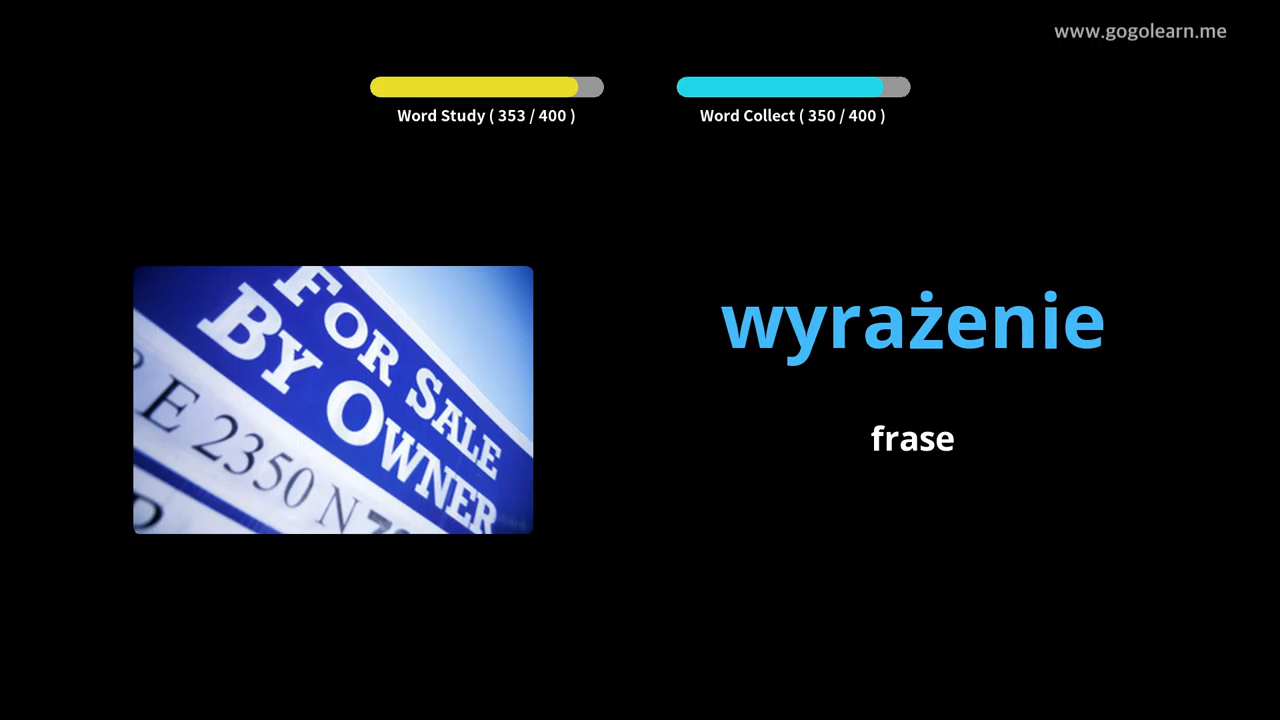 www.gogolearn.me
Word Study ( 353 / 400 )
Word Collect ( 350 / 400 )
FOR SALE
BY OWNER
E 2350 N
wyrażenie
frase